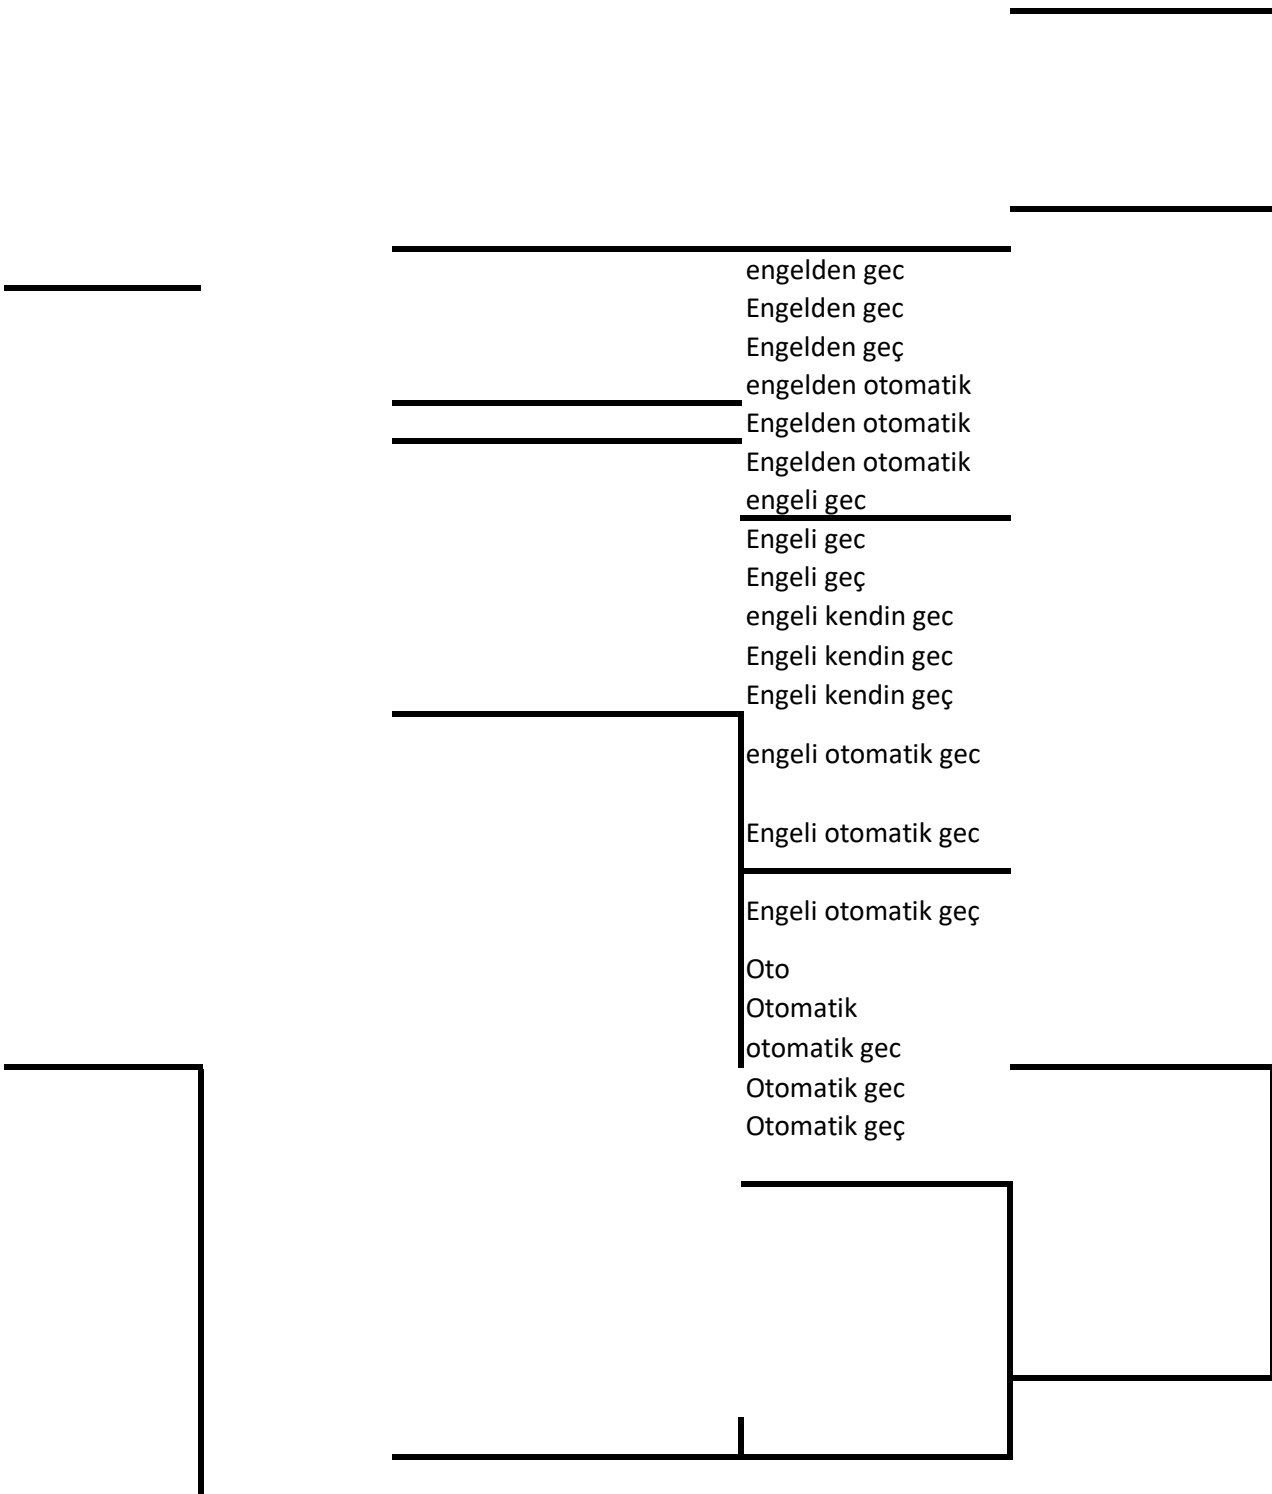 engelden gec
Engelden gec
Engelden geç
engelden otomatik
Engelden otomatik
Engelden otomatik
engeli gec
Engeli gec
Engeli geç
engeli kendin gec
Engeli kendin gec
Engeli kendin geç
engeli otomatik gec
Engeli otomatik gec
Engeli otomatik geç
Oto
Otomatik
otomatik gec
Otomatik gec
Otomatik geç